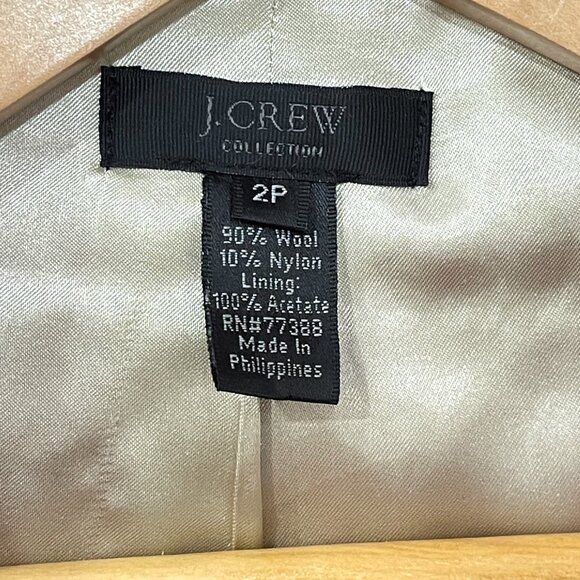 J.CREW
COLLECTION
2P
90% Wool
10% Nylon
Lining:
100% Acetate
RN#77388
Made In
Philippines